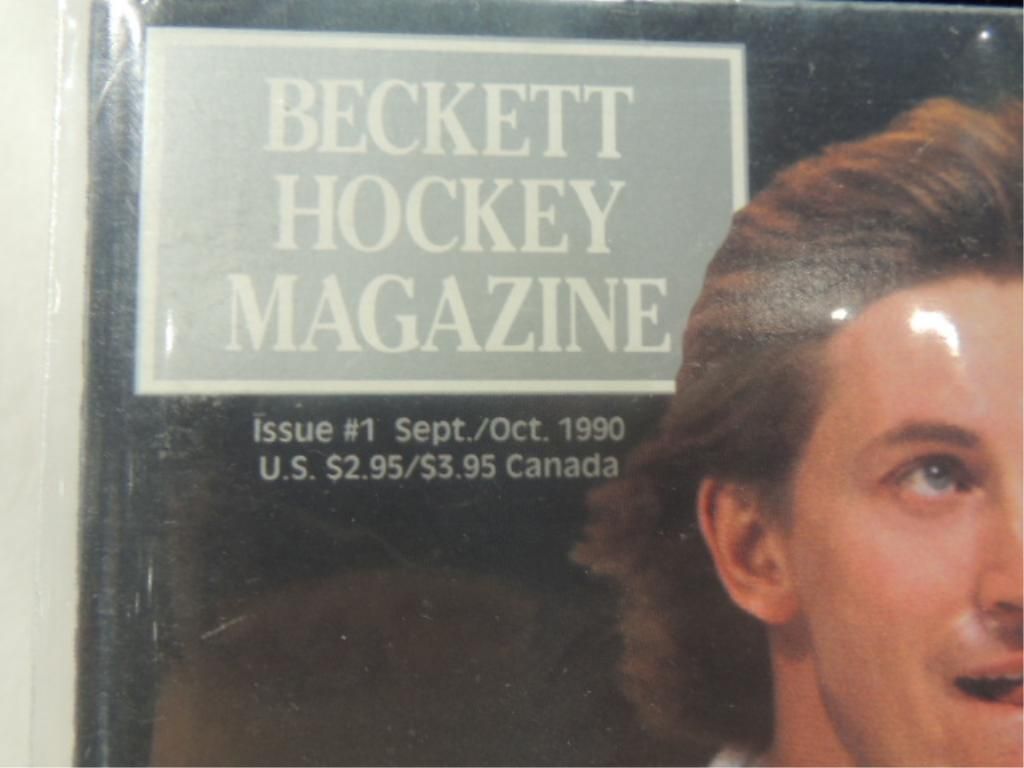 BECKETT
HOCKEY
MAGAZINE
Issue #1 Sept./Oct. 1990
U.S. $2.95/$3.95 Canada